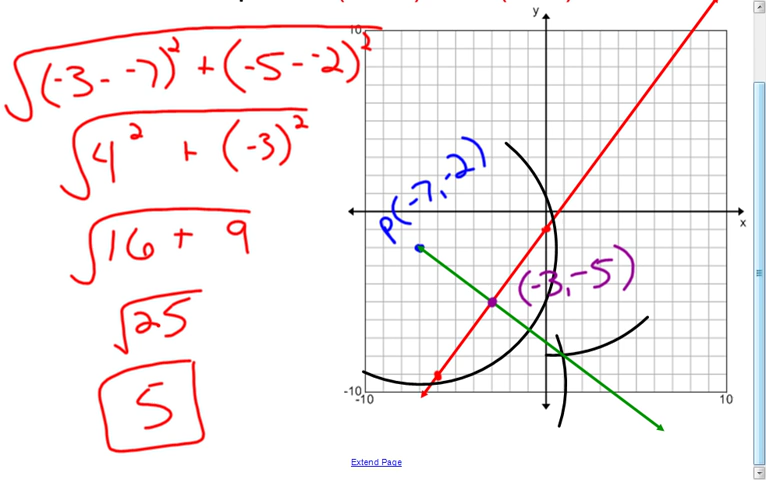 y
10
√(-3 - -7)² + (-5 - -2)²
√4² + (-3)²
P(-7, -2)
x
√16 + 9
(-3, -5)
√25
5
-10
-10
10
Extend Page